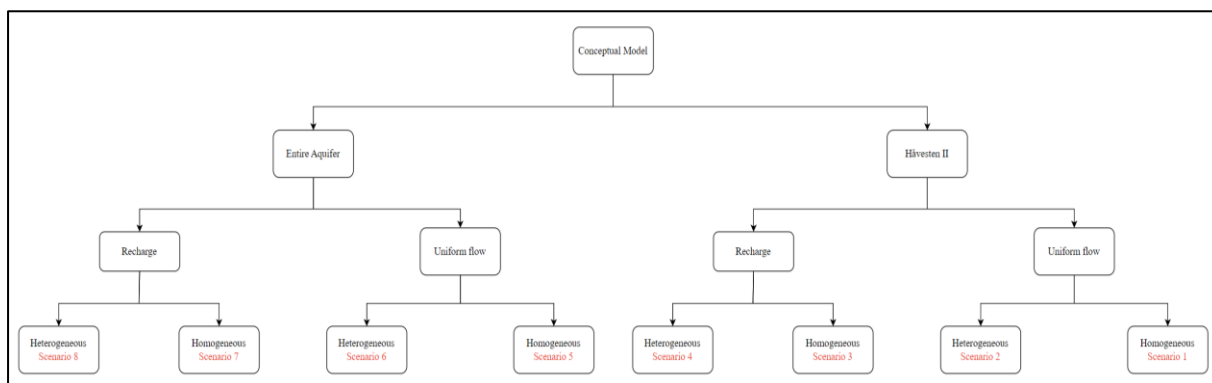 Conceptual Model
Entire Aquifer
Håvesten II
Recharge
Uniform flow
Recharge
Uniform flow
Heterogeneous
Scenario 8
Homogeneous
Scenario 7
Heterogeneous
Scenario 6
Homogeneous
Scenario 5
Heterogeneous
Scenario 4
Homogeneous
Scenario 3
Heterogeneous
Scenario 2
Homogeneous
Scenario 1